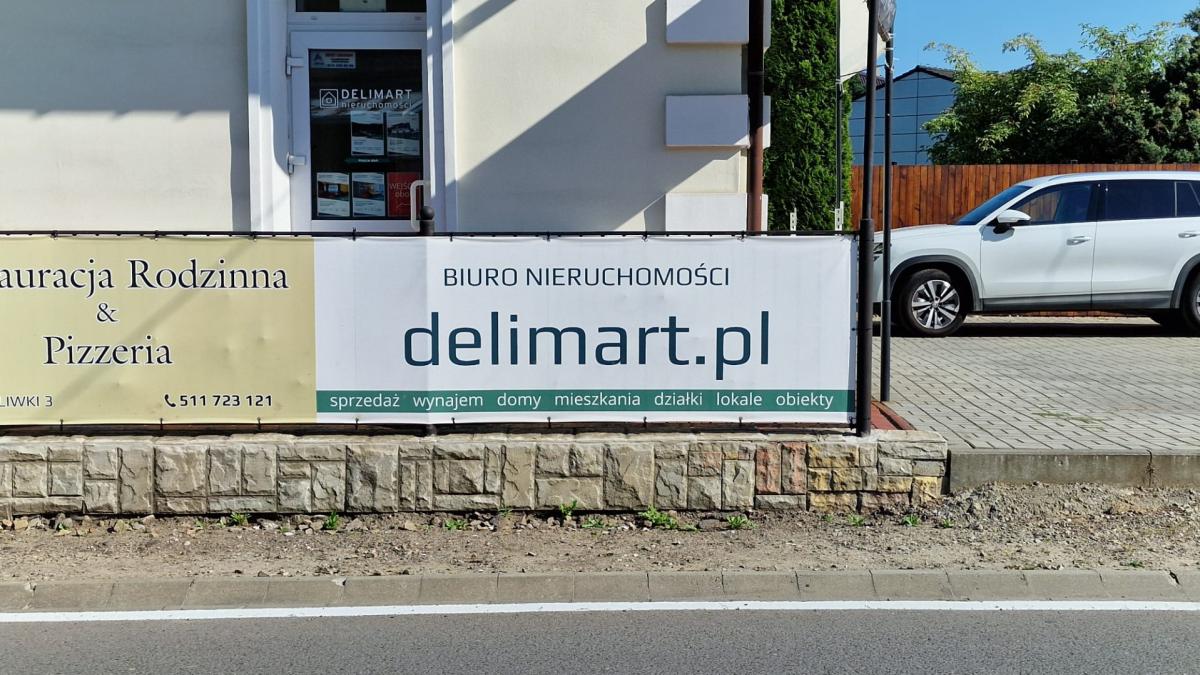 DELIMART
nieruchomości
WEJŚCIE
auracja Rodzinna
&
Pizzeria
LIWKI 3
511 723 121
BIURO NIERUCHOMOŚCI
delimart.pl
sprzedaż wynajem domy mieszkania działki lokale obiekty